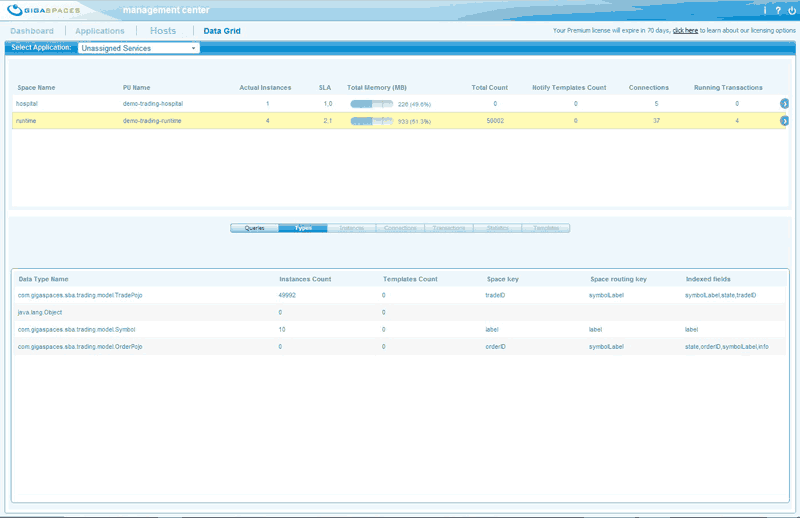 GIGASPACES management center i ?
Dashboard Applications Hosts Data Grid Your Premium license will expire in 70 days, click here to learn about our licensing options
Select Application: Unassigned Services
Space Name PU Name Actual Instances SLA Total Memory (MB) Total Count Notify Templates Count Connections Running Transactions
hospital demo-trading-hospital 1 1,0 226 (49.6%) 0 0 5 0
runtime demo-trading-runtime 4 2,1 50002 0 37 4
Queries Types Instances Connections Transactions Statistics Templates
Data Type Name Instances Count Templates Count Space key Space routing key Indexed fields
com.gigaspaces.sba.trading.model.TradePojo 49992 0 tradeID symbolLabel symbolLabel,state,tradeID
java.lang.Object 0 0
com.gigaspaces.sba.trading.model.Symbol 10 0 label label label
com.gigaspaces.sba.trading.model.OrderPojo 0 0 orderID symbolLabel state,orderID,symbolLabel,info